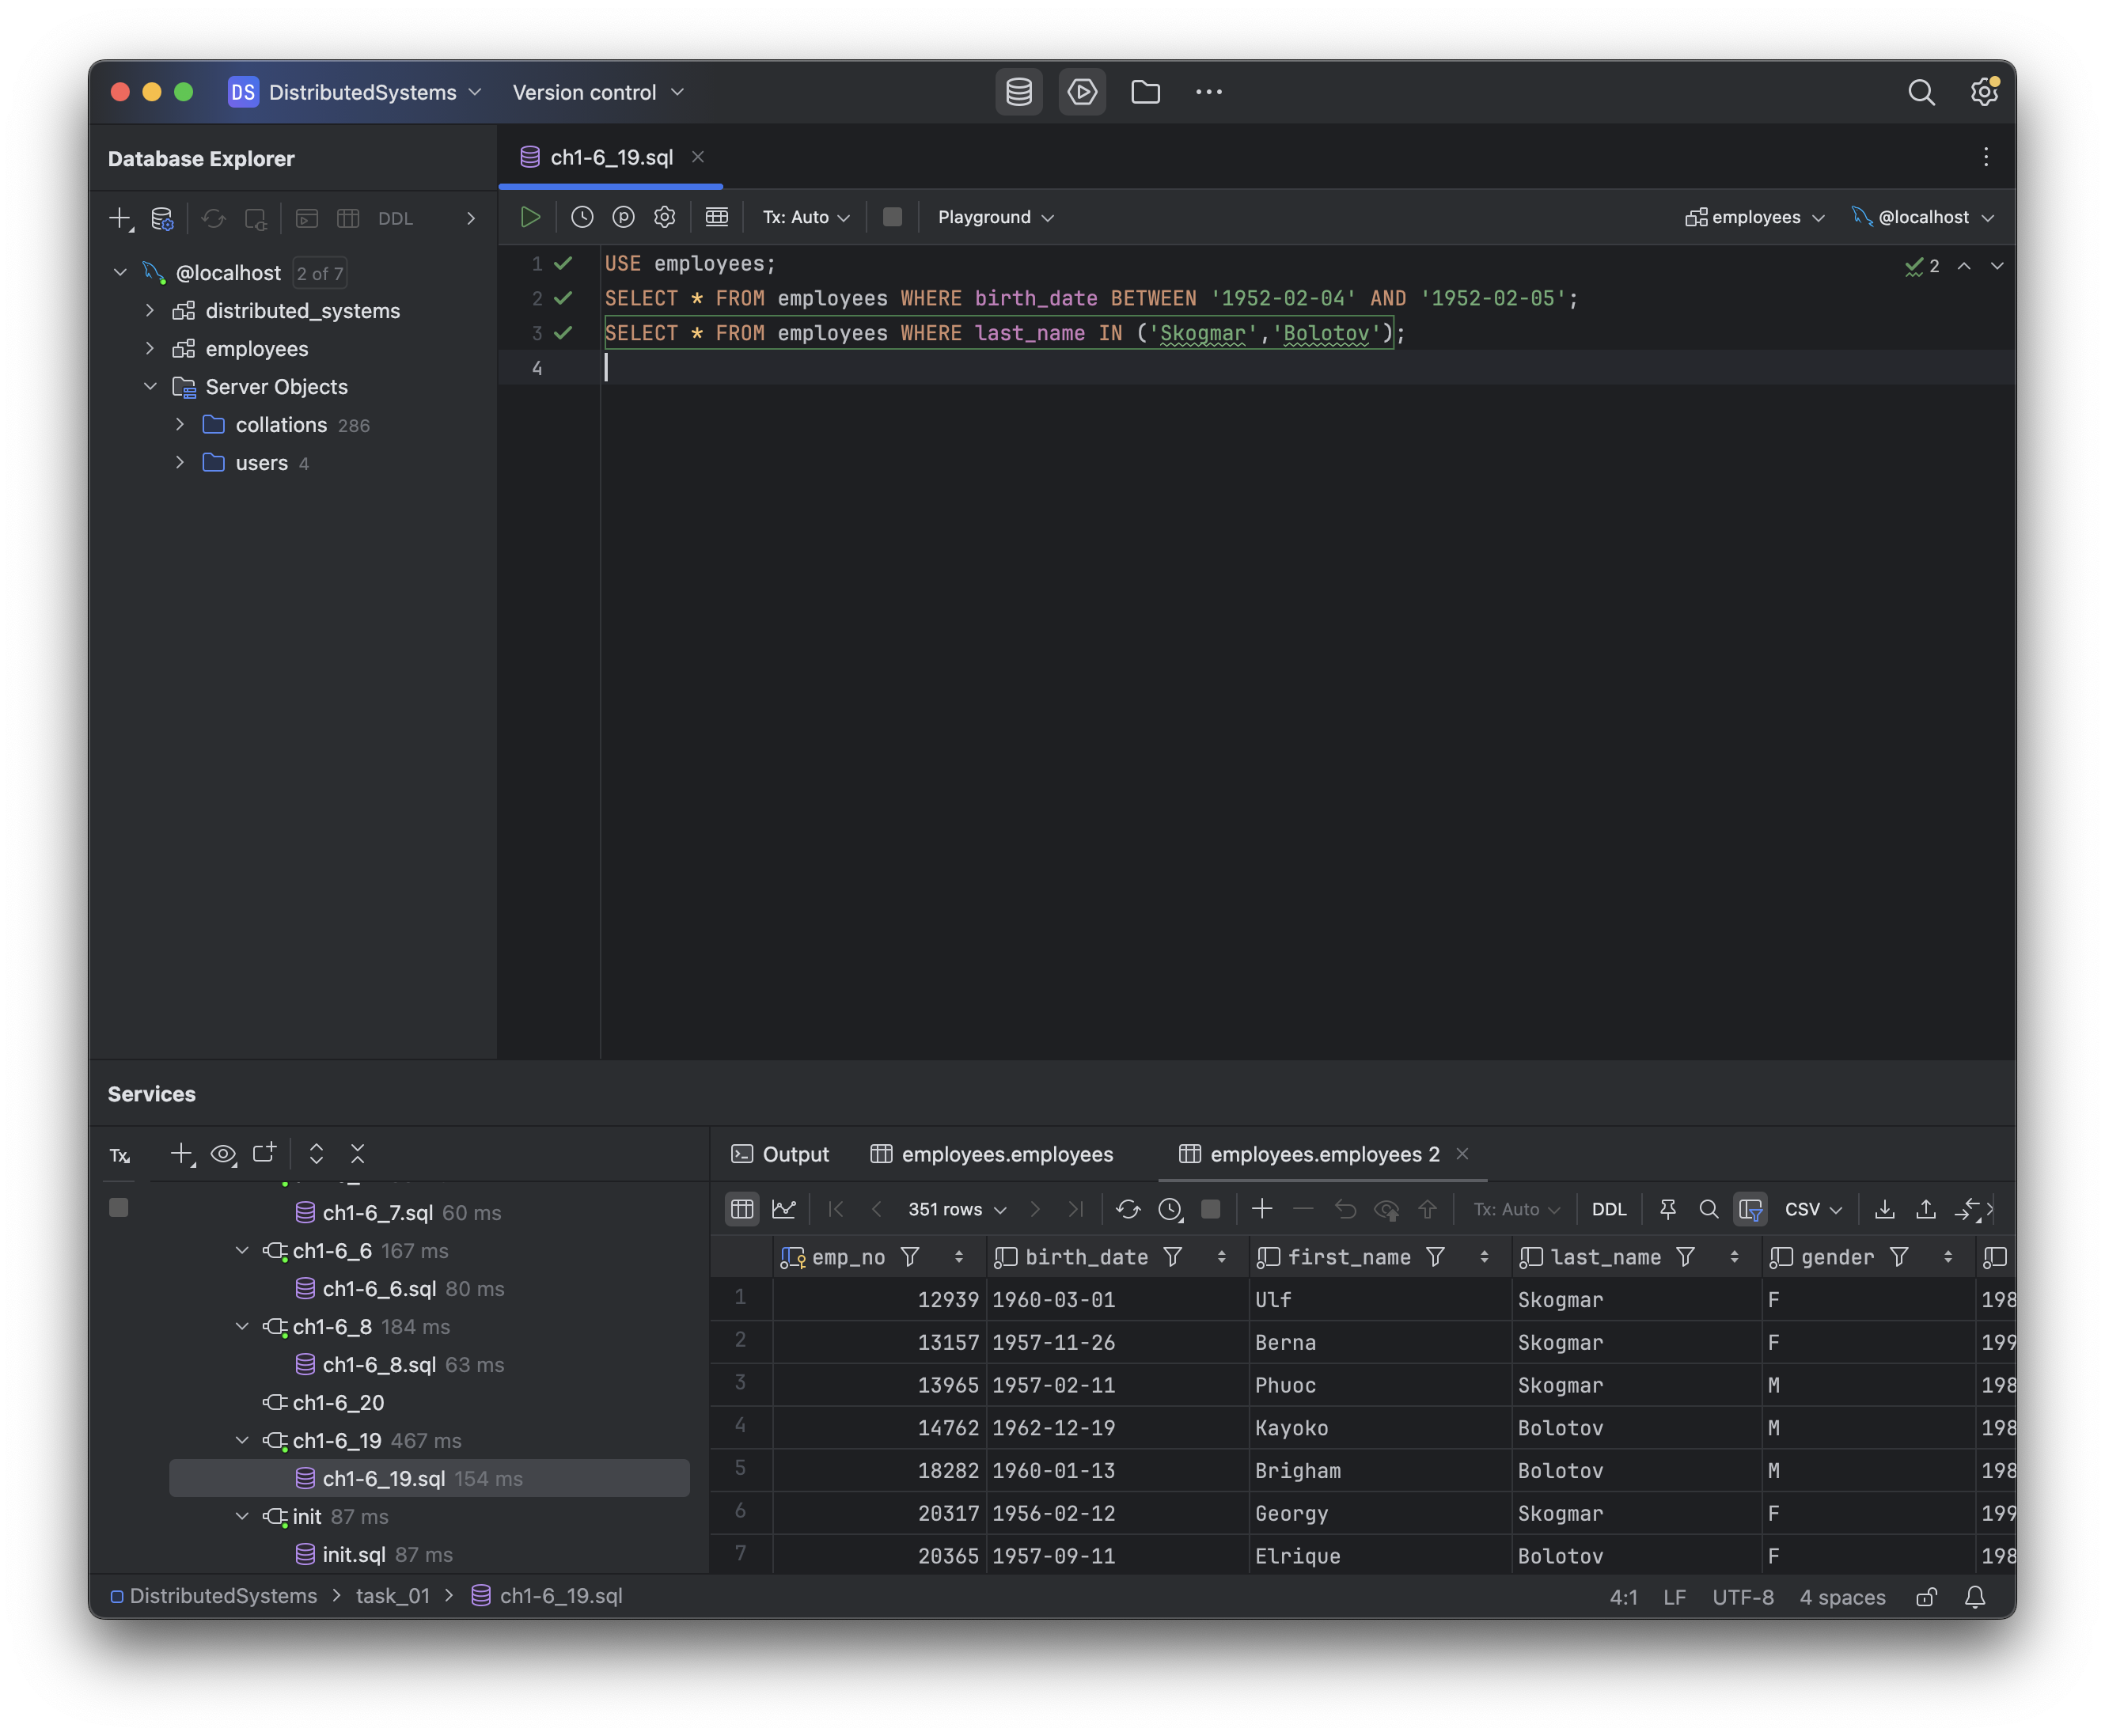 DS DistributedSystems Version control
Database Explorer
ch1-6_19.sql
DDL
Tx: Auto Playground employees @localhost
@localhost 2 of 7
distributed_systems
employees
Server Objects
collations 286
users 4
1 USE employees;
2 SELECT * FROM employees WHERE birth_date BETWEEN '1952-02-04' AND '1952-02-05';
3 SELECT * FROM employees WHERE last_name IN ('Skogmar','Bolotov');
4
2
Services
Tx
ch1-6_7.sql 60 ms
ch1-6_6 167 ms
ch1-6_6.sql 80 ms
ch1-6_8 184 ms
ch1-6_8.sql 63 ms
ch1-6_20
ch1-6_19 467 ms
ch1-6_19.sql 154 ms
init 87 ms
init.sql 87 ms
Output employees.employees employees.employees 2
351 rows Tx: Auto DDL CSV
emp_no birth_date first_name last_name gender
1 12939 1960-03-01 Ulf Skogmar F 198
2 13157 1957-11-26 Berna Skogmar F 199
3 13965 1957-02-11 Phuoc Skogmar M 198
4 14762 1962-12-19 Kayoko Bolotov M 198
5 18282 1960-01-13 Brigham Bolotov M 198
6 20317 1956-02-12 Georgy Skogmar F 199
7 20365 1957-09-11 Elrique Bolotov F 198
DistributedSystems > task_01 > ch1-6_19.sql
4:1 LF UTF-8 4 spaces